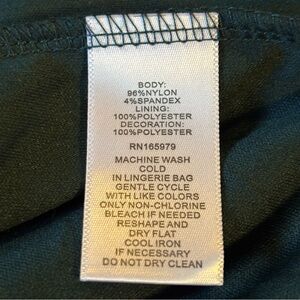 BODY:
96%NYLON
4%SPANDEX
LINING:
100%POLYESTER
DECORATION:
100%POLYESTER
RN165979
MACHINE WASH
COLD
IN LINGERIE BAG
GENTLE CYCLE
WITH LIKE COLORS
ONLY NON-CHLORINE
BLEACH IF NEEDED
RESHAPE AND
DRY FLAT
COOL IRON
IF NECESSARY
DO NOT DRY CLEAN